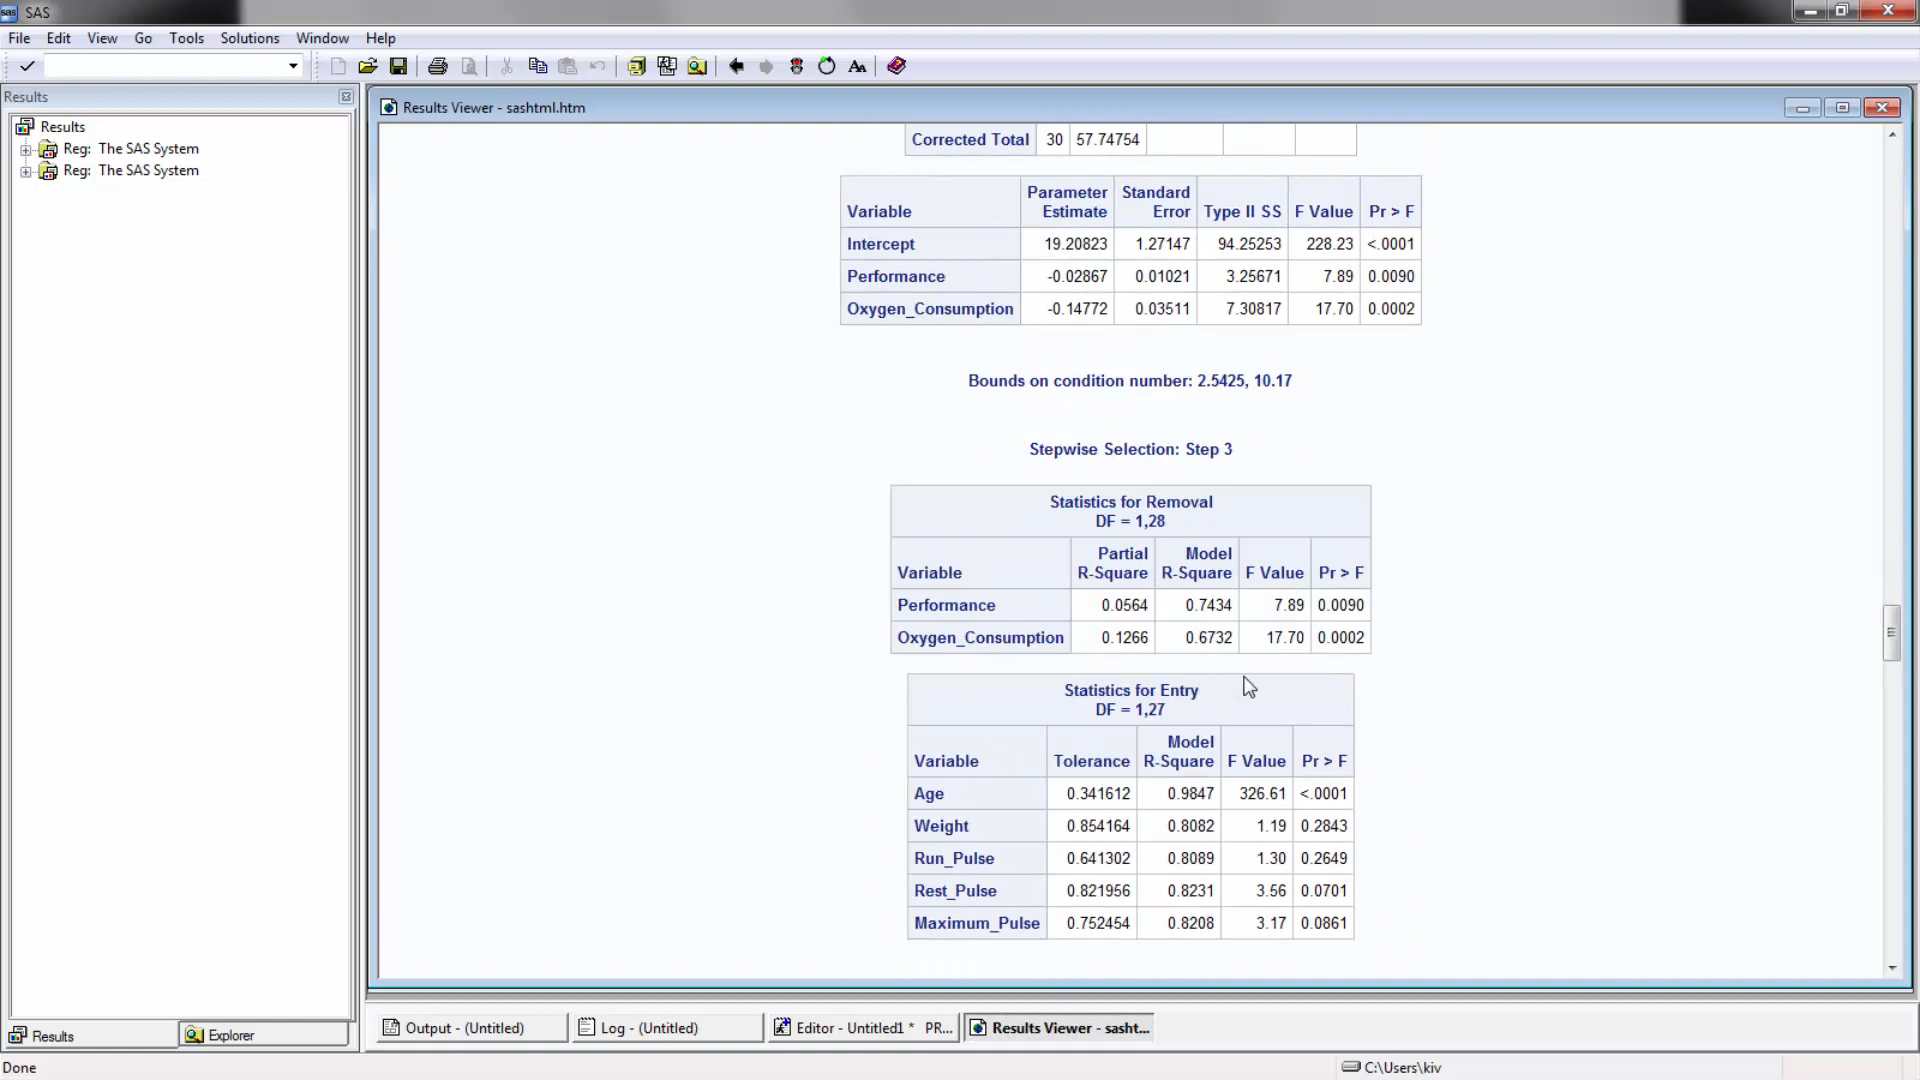 SAS
File Edit View Go Tools Solutions Window Help
Results
Results Viewer - sashtml.htm
Results
Reg: The SAS System
Reg: The SAS System
Corrected Total 30 57.74754
Variable Parameter Estimate Standard Error Type II SS F Value Pr > F
Intercept 19.20823 1.27147 94.25253 228.23 <.0001
Performance -0.02867 0.01021 3.25671 7.89 0.0090
Oxygen_Consumption -0.14772 0.03511 7.30817 17.70 0.0002
Bounds on condition number: 2.5425, 10.17
Stepwise Selection: Step 3
Statistics for Removal
DF = 1,28
Variable Partial R-Square Model R-Square F Value Pr > F
Performance 0.0564 0.7434 7.89 0.0090
Oxygen_Consumption 0.1266 0.6732 17.70 0.0002
Statistics for Entry
DF = 1,27
Variable Tolerance Model R-Square F Value Pr > F
Age 0.341612 0.9847 326.61 <.0001
Weight 0.854164 0.8082 1.19 0.2843
Run_Pulse 0.641302 0.8089 1.30 0.2649
Rest_Pulse 0.821956 0.8231 3.56 0.0701
Maximum_Pulse 0.752454 0.8208 3.17 0.0861
Results Explorer
Output - (Untitled) Log - (Untitled) Editor - Untitled1 * PR... Results Viewer - sasht...
Done C:\Users\kiv